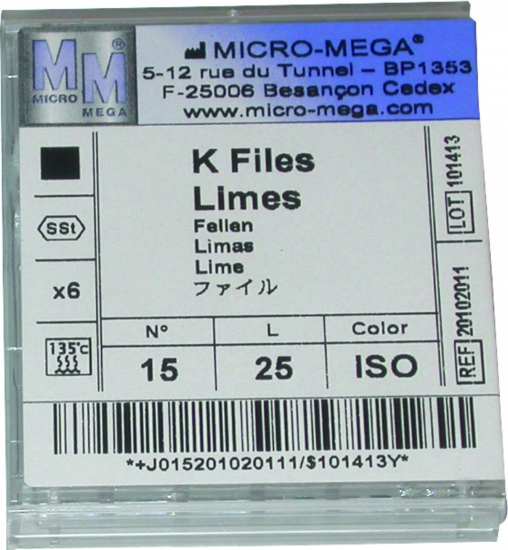 MM®
MICRO
MEGA
MICRO-MEGA®
5-12 rue du Tunnel – BP1353
F-25006 Besançon Cedex
www.micro-mega.com
K Files
Limes
Feilen
Limas
Lime
ファイル
SSt
x6
135°c
N° L Color
15 25 ISO
LOT 101413
REF 20102011
*+J015201020111/$101413Y*